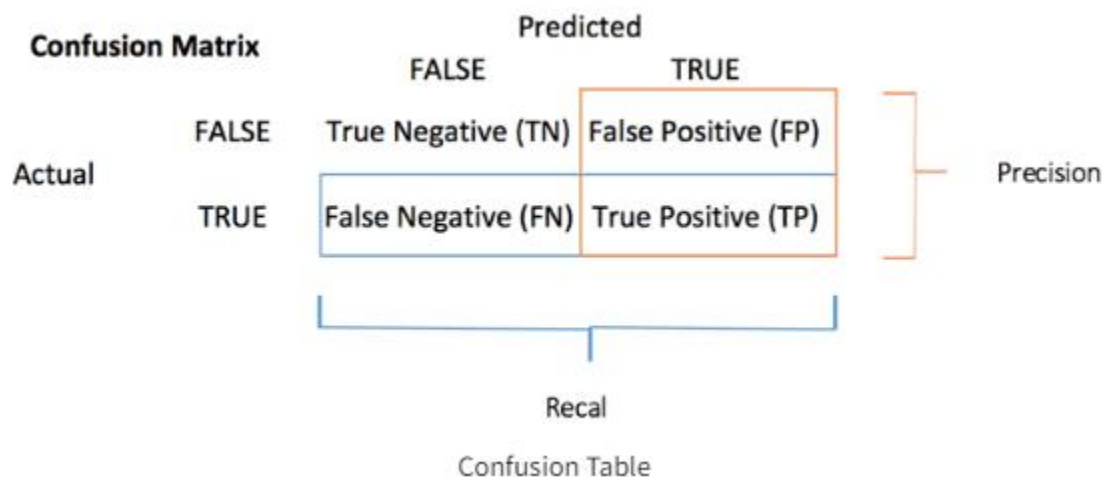 Confusion Matrix
Predicted
FALSE TRUE
FALSE True Negative (TN) False Positive (FP)
Actual
Precision
TRUE False Negative (FN) True Positive (TP)
Recal
Confusion Table